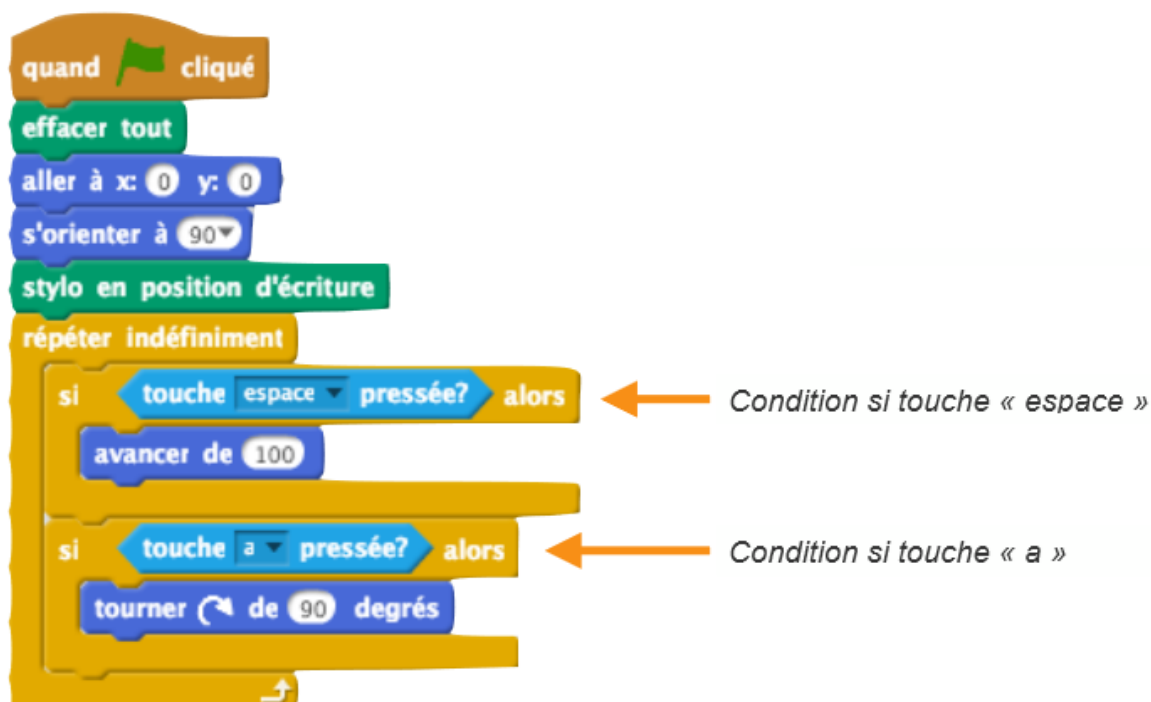 quand cliqué
effacer tout
aller à x: 0 y: 0
s'orienter à 90
stylo en position d'écriture
répéter indéfiniment
si touche espace pressée? alors
Condition si touche « espace »
avancer de 100
si touche a pressée? alors
Condition si touche « a »
tourner de 90 degrés